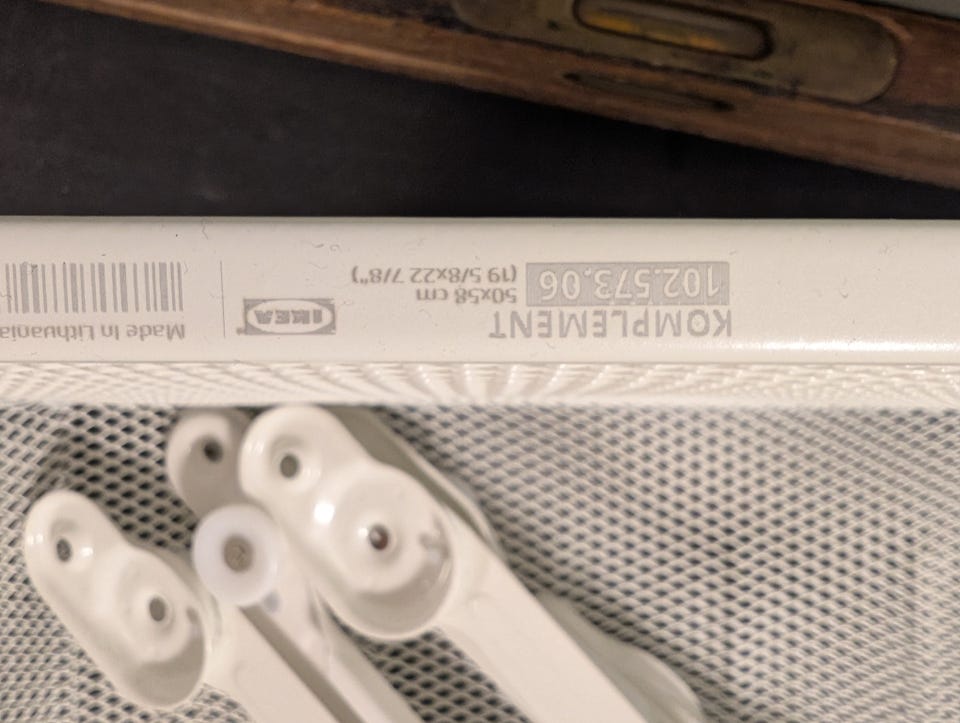 KOMPLEMENT
102.573.06
50x58 cm
(19 5/8x22 7/8")
IKEA
Made in Lithuania